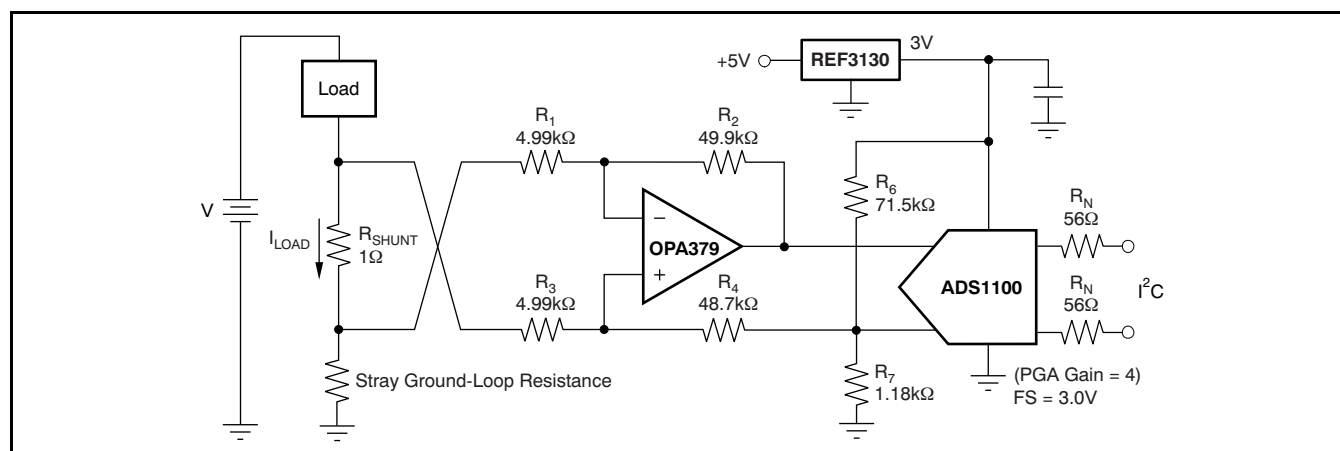 3V
+5V
REF3130
Load
R1
4.99kΩ
R2
49.9kΩ
R6
71.5kΩ
V
ILOAD
RSHUNT
1Ω
−
OPA379
+
RN
56Ω
ADS1100
RN
56Ω
I²C
R3
4.99kΩ
R4
48.7kΩ
Stray Ground-Loop Resistance
R7
1.18kΩ
(PGA Gain = 4)
FS = 3.0V